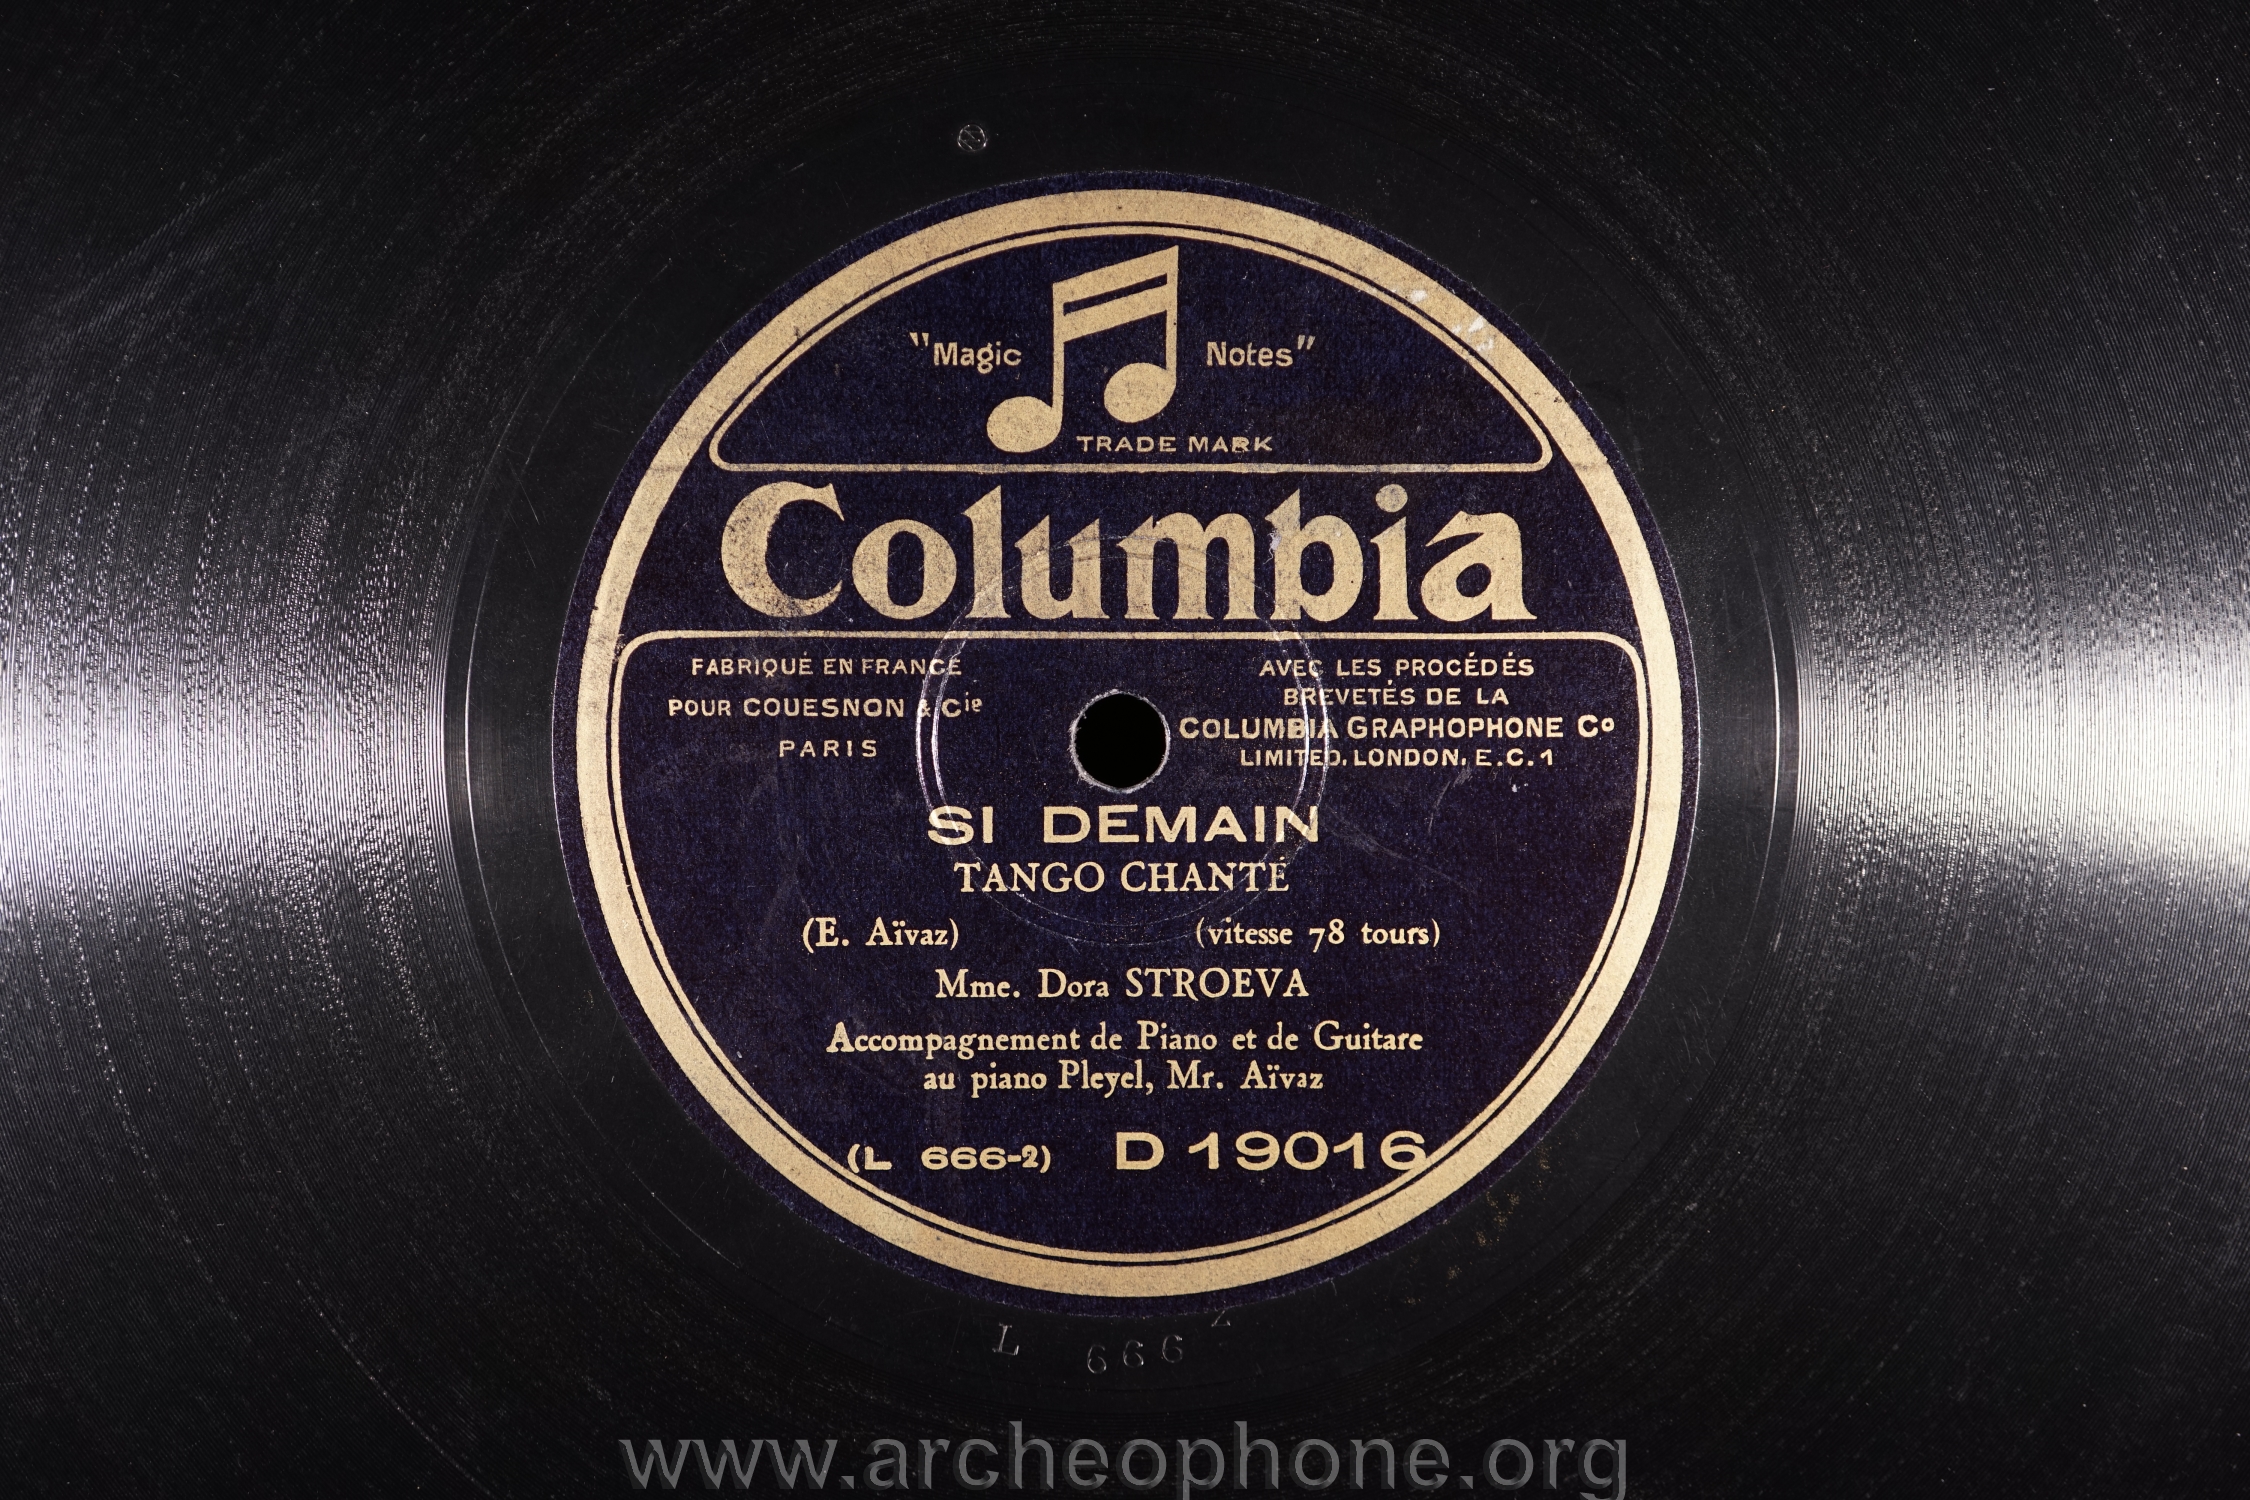 "Magic Notes"
TRADE MARK
Columbia
FABRIQUÉ EN FRANCE
POUR COUESNON & Cie
PARIS
AVEC LES PROCÉDÉS
BREVETÉS DE LA
COLUMBIA GRAPHOPHONE Co
LIMITED. LONDON. E.C.1
SI DEMAIN
TANGO CHANTÉ
(E. Aïvaz) (vitesse 78 tours)
Mme. Dora STROEVA
Accompagnement de Piano et de Guitare
au piano Pleyel, Mr. Aïvaz
(L 666-2) D 19016
L 666 2
www.archeophone.org